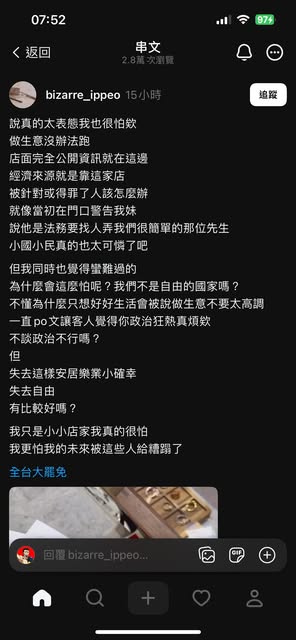 07:52
97
返回
串文
2.8萬 次瀏覽
bizarre_ippeo 15小時
追蹤
說真的太表態我也很怕欸
做生意沒辦法跑
店面完全公開資訊就在這邊
經濟來源就是靠這家店
被針對或得罪了人該怎麼辦
就像當初在門口警告我妹
說他是法務要找人弄我們很簡單的那位先生
小國小民真的也太可憐了吧
但我同時也覺得蠻難過的
為什麼會這麼怕呢？我們不是自由的國家嗎？
不懂為什麼只想好好生活會被說做生意不要太高調
一直po文讓客人覺得你政治狂熱真煩欸
不談政治不行嗎？
但
失去這樣安居樂業小確幸
失去自由
有比較好嗎？
我只是小小店家我真的很怕
我更怕我的未來被這些人給糟蹋了
全台大罷免
回覆 bizarre_ippeo...
GIF